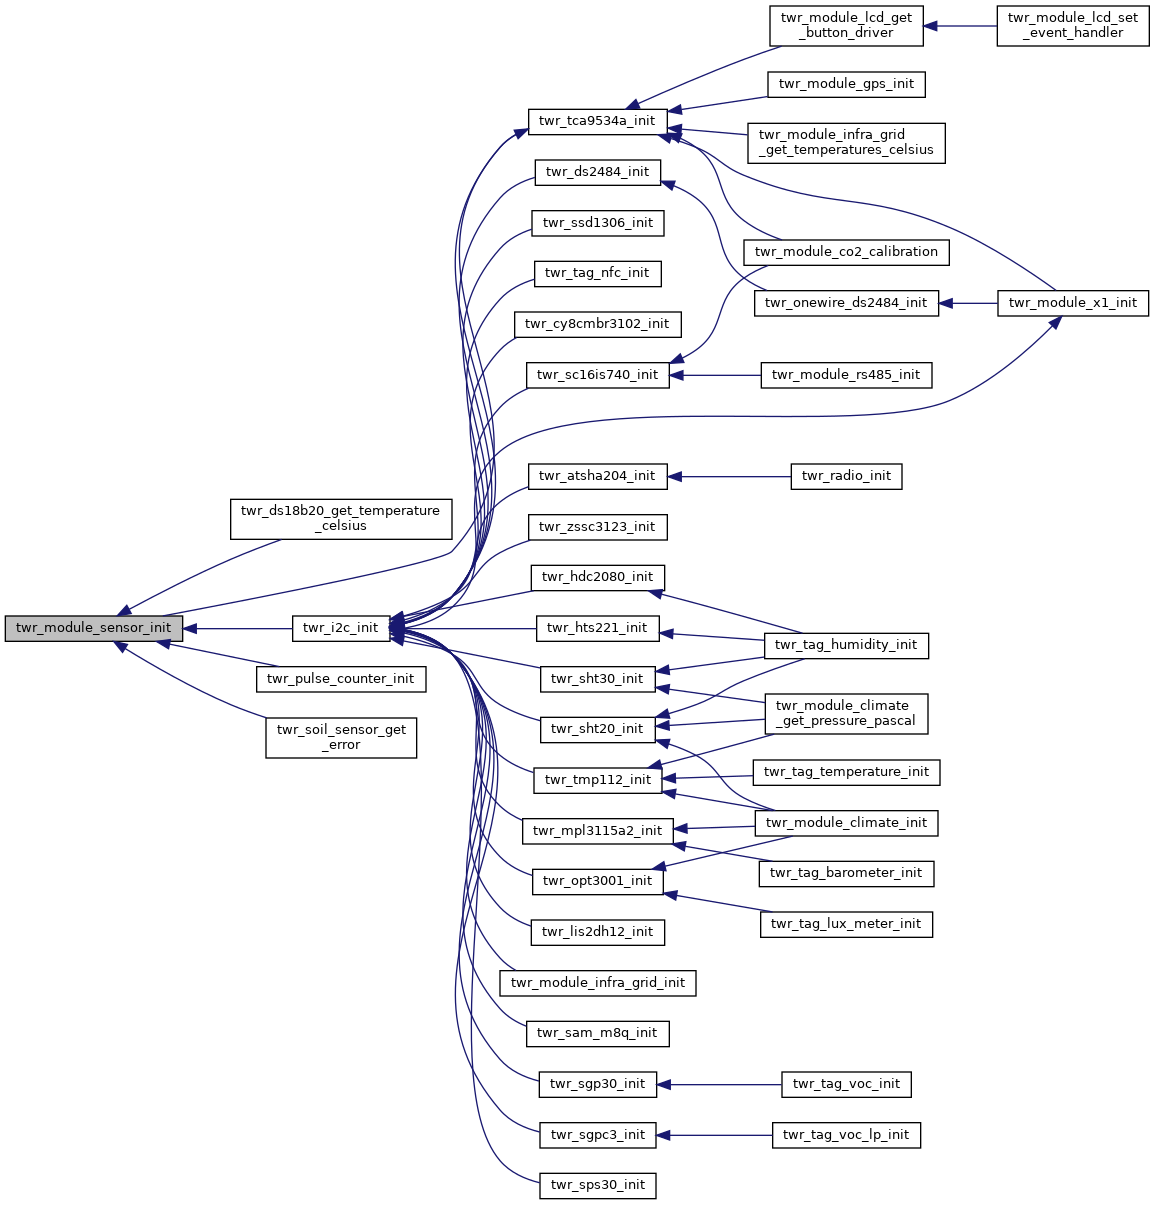 twr_module_lcd_get
_button_driver
twr_module_lcd_set
_event_handler
twr_module_gps_init
twr_tca9534a_init
twr_module_infra_grid
_get_temperatures_celsius
twr_ds2484_init
twr_ssd1306_init
twr_module_co2_calibration
twr_tag_nfc_init
twr_onewire_ds2484_init
twr_module_x1_init
twr_cy8cmbr3102_init
twr_sc16is740_init
twr_module_rs485_init
twr_atsha204_init
twr_radio_init
twr_ds18b20_get_temperature
_celsius
twr_zssc3123_init
twr_hdc2080_init
twr_module_sensor_init
twr_i2c_init
twr_hts221_init
twr_tag_humidity_init
twr_pulse_counter_init
twr_sht30_init
twr_module_climate
_get_pressure_pascal
twr_soil_sensor_get
_error
twr_sht20_init
twr_tmp112_init
twr_tag_temperature_init
twr_mpl3115a2_init
twr_module_climate_init
twr_opt3001_init
twr_tag_barometer_init
twr_lis2dh12_init
twr_tag_lux_meter_init
twr_module_infra_grid_init
twr_sam_m8q_init
twr_sgp30_init
twr_tag_voc_init
twr_sgpc3_init
twr_tag_voc_lp_init
twr_sps30_init